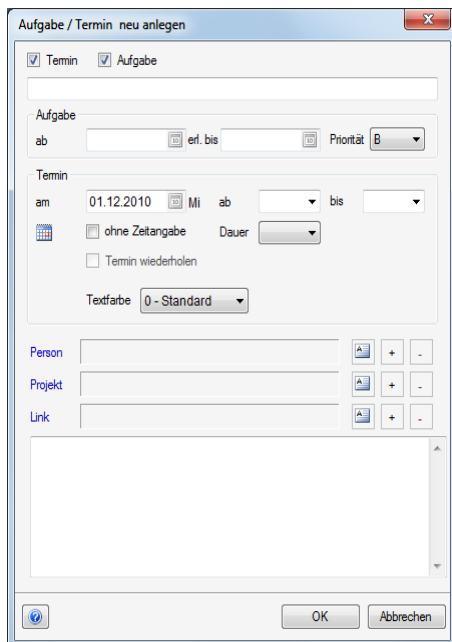 Aufgabe / Termin neu anlegen
Termin Aufgabe
Aufgabe
ab erl. bis Priorität B
Termin
am 01.12.2010 Mi ab bis
ohne Zeitangabe Dauer
Termin wiederholen
Textfarbe 0 - Standard
Person + -
Projekt + -
Link + -
OK Abbrechen